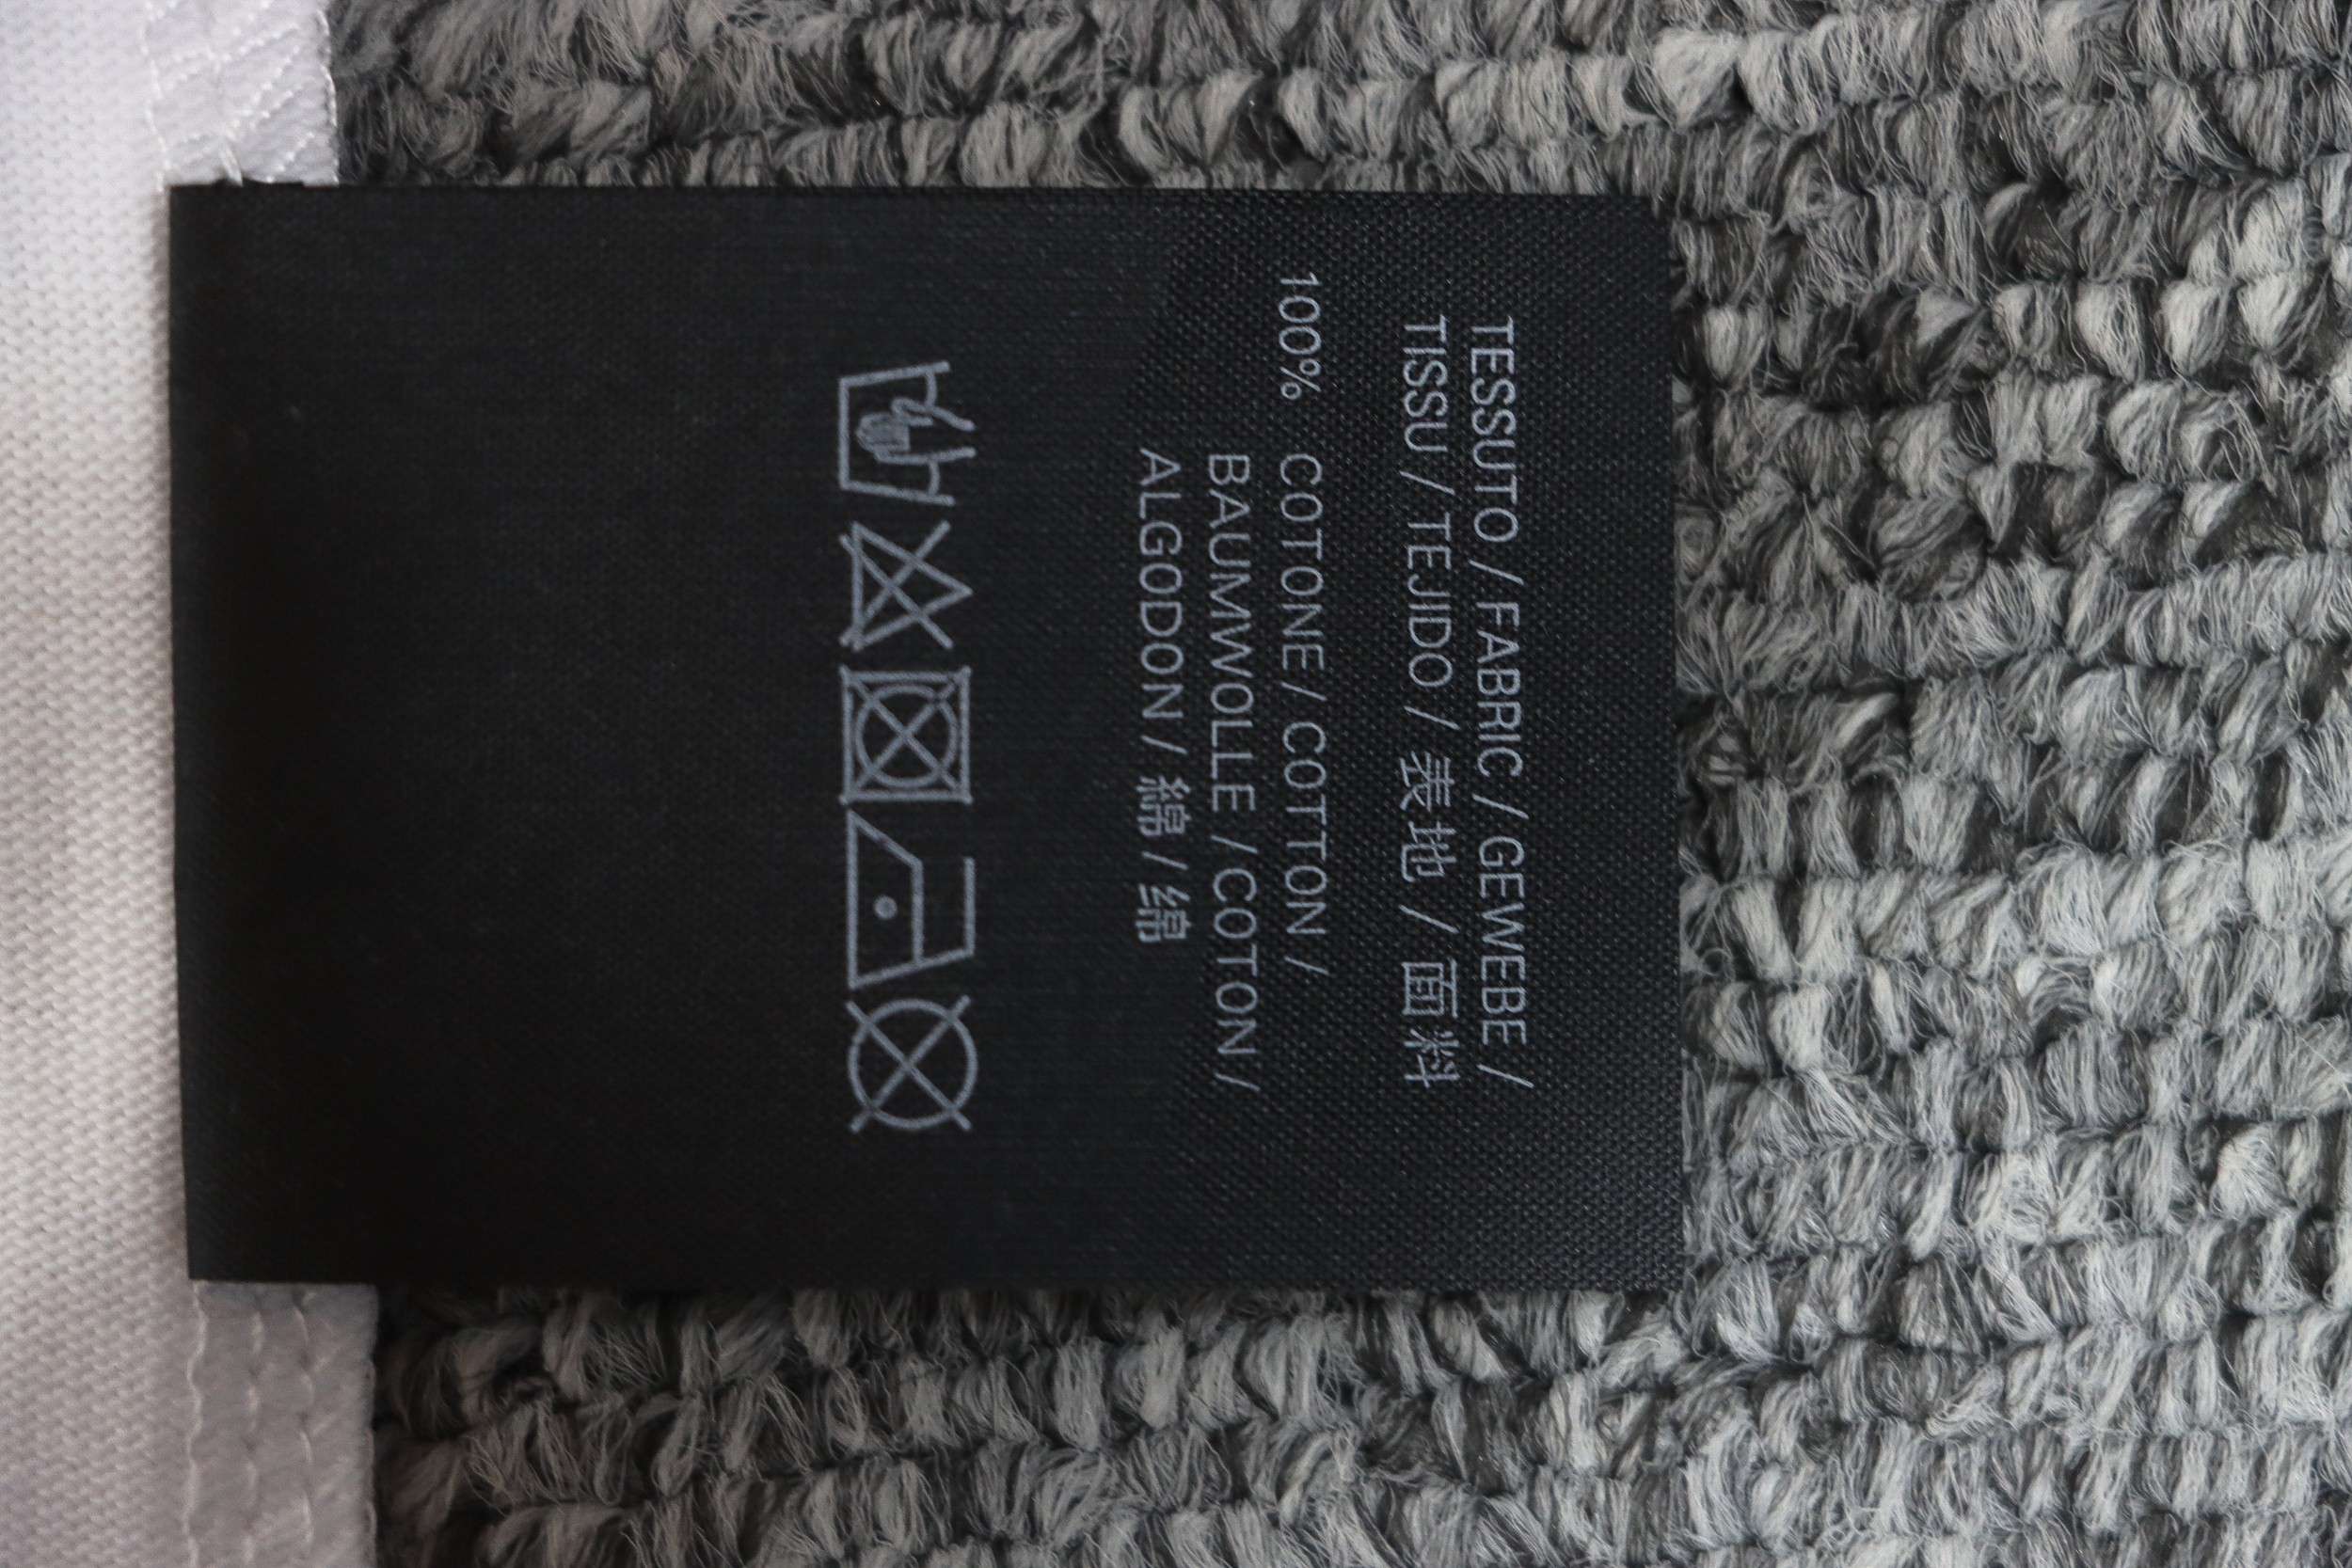 TESSUTO / FABRIC / GEWEBE /
TISSU / TEJIDO / 表地 / 面料
100% COTONE / COTTON /
BAUMWOLLE / COTON /
ALGODON / 綿 / 绵